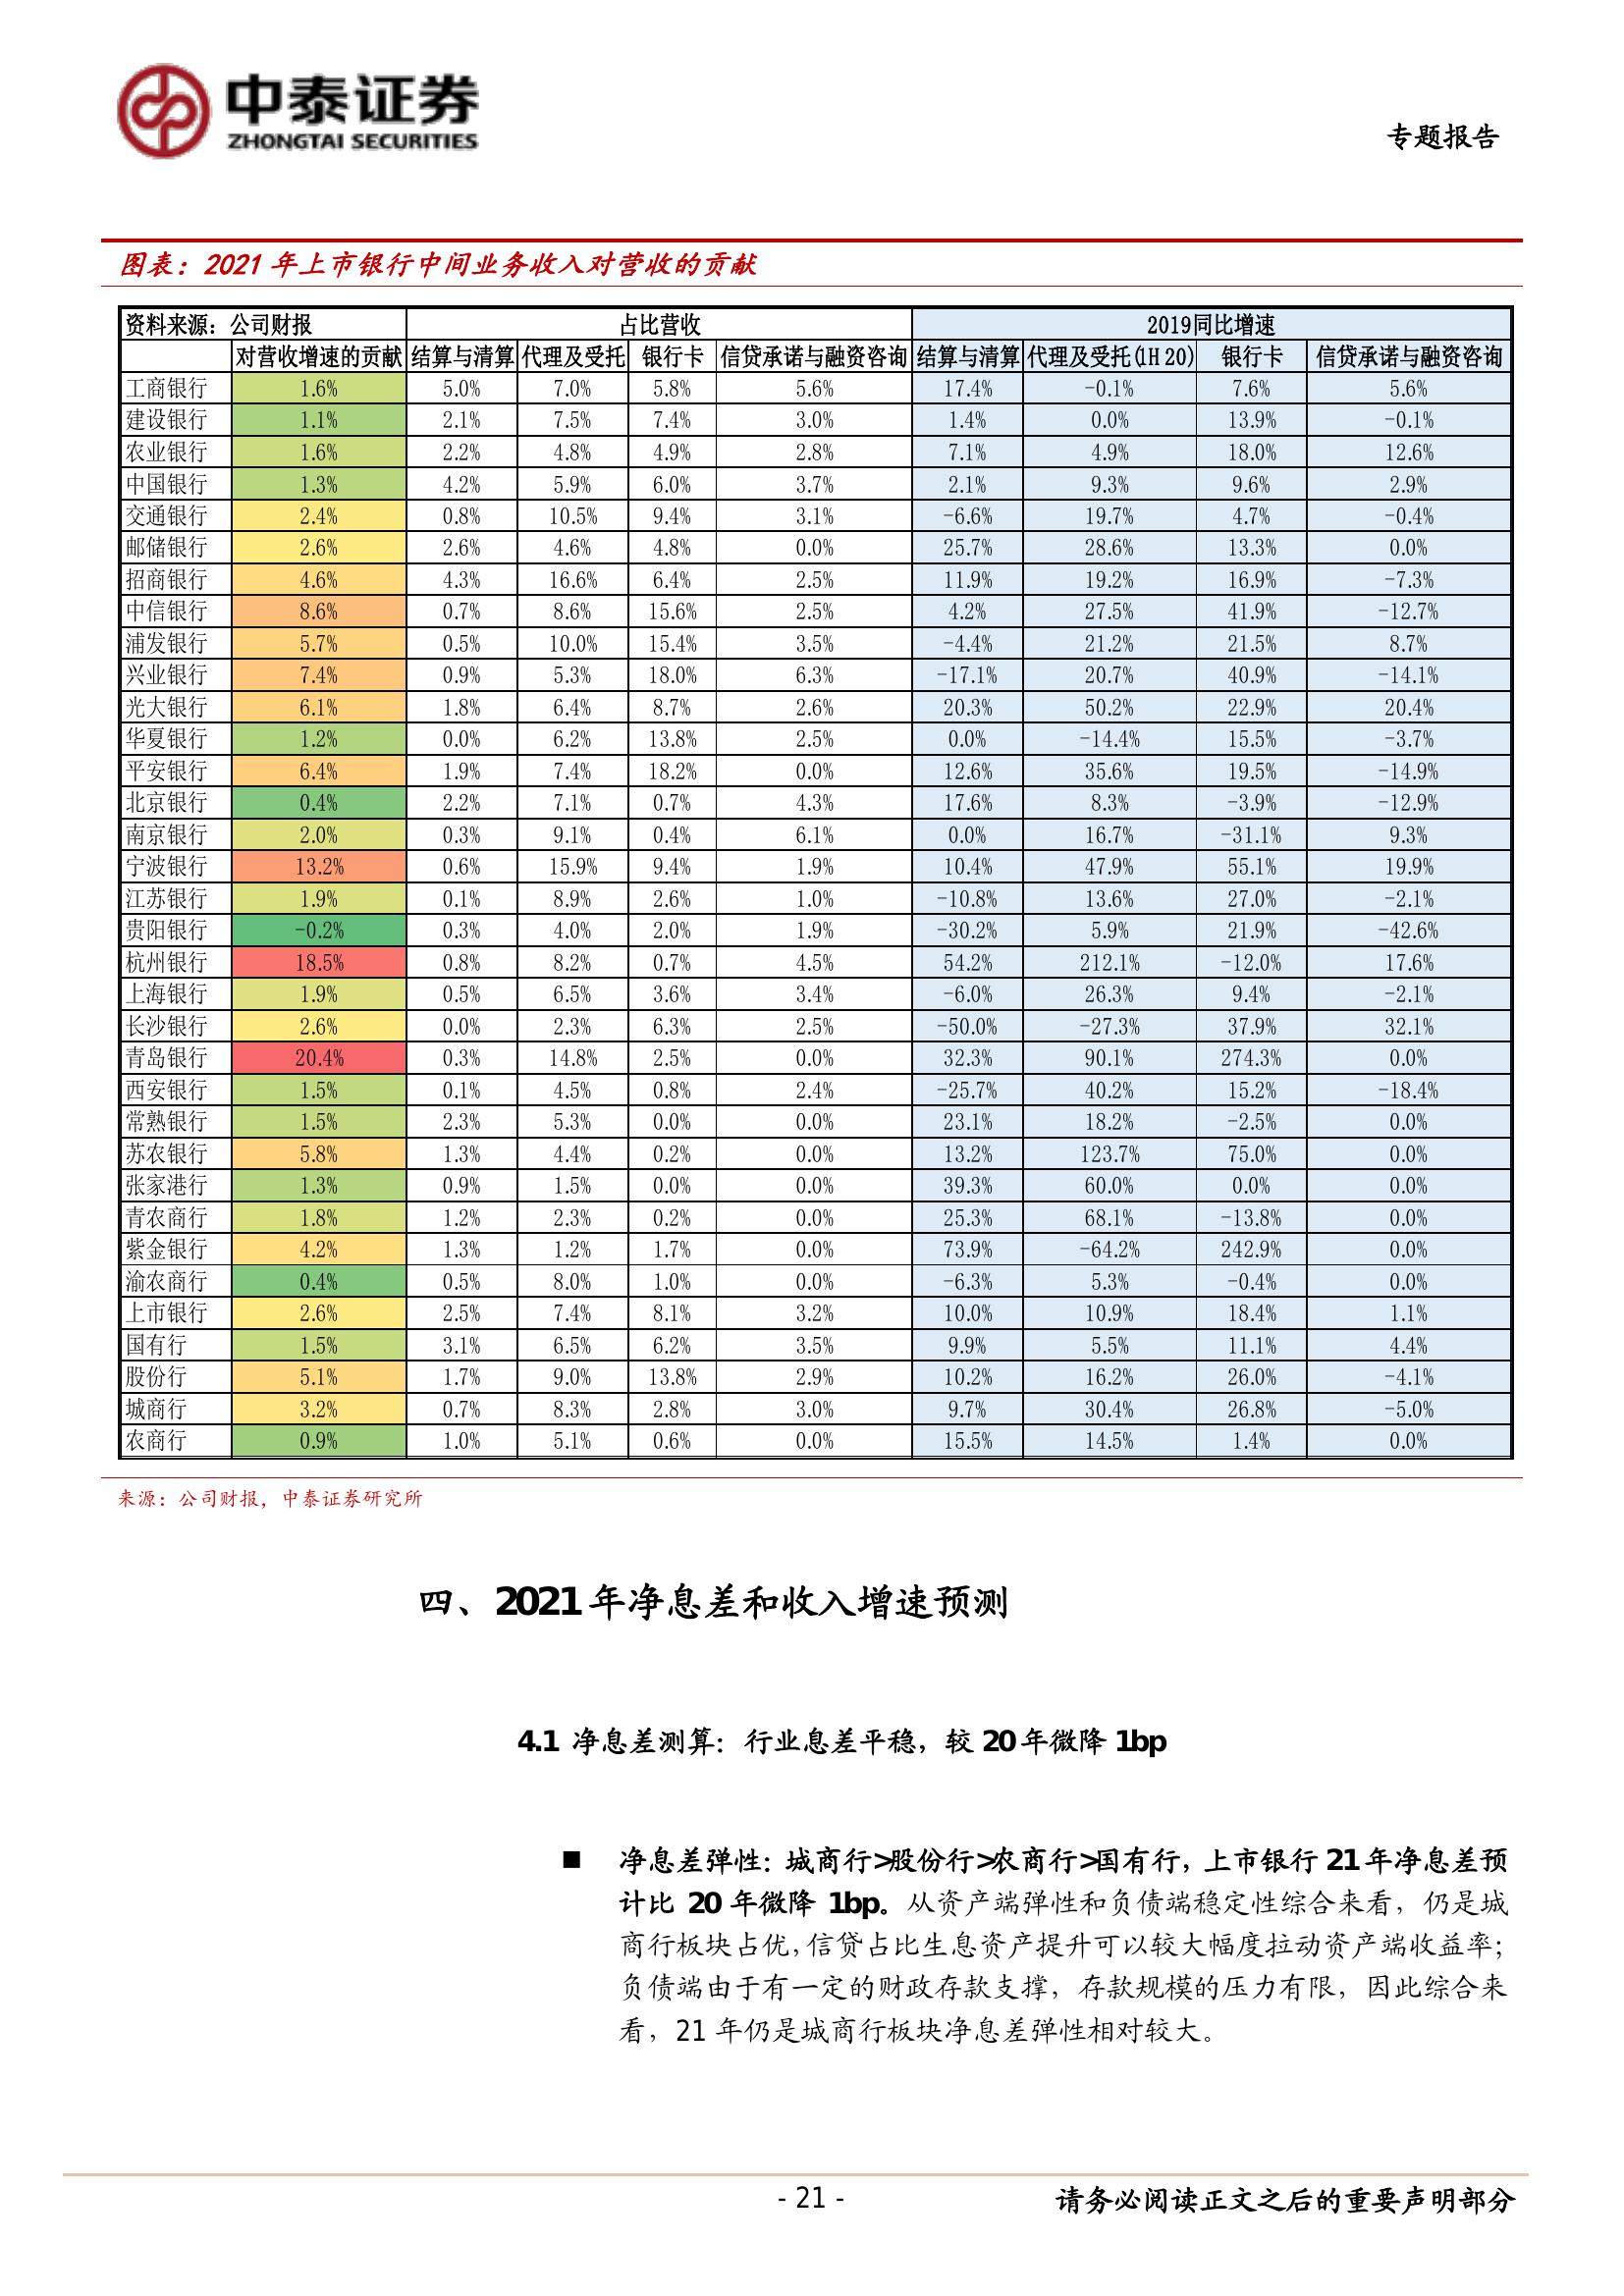 中泰证券
ZHONGTAI SECURITIES
专题报告
图表：2021 年上市银行中间业务收入对营收的贡献
资料来源：公司财报 占比营收 2019同比增速
对营收增速的贡献 结算与清算 代理及受托 银行卡 信贷承诺与融资咨询 结算与清算 代理及受托(1H 20) 银行卡 信贷承诺与融资咨询
工商银行 1.6% 5.0% 7.0% 5.8% 5.6% 17.4% -0.1% 7.6% 5.6%
建设银行 1.1% 2.1% 7.5% 7.4% 3.0% 1.4% 0.0% 13.9% -0.1%
农业银行 1.6% 2.2% 4.8% 4.9% 2.8% 7.1% 4.9% 18.0% 12.6%
中国银行 1.3% 4.2% 5.9% 6.0% 3.7% 2.1% 9.3% 9.6% 2.9%
交通银行 2.4% 0.8% 10.5% 9.4% 3.1% -6.6% 19.7% 4.7% -0.4%
邮储银行 2.6% 2.6% 4.6% 4.8% 0.0% 25.7% 28.6% 13.3% 0.0%
招商银行 4.6% 4.3% 16.6% 6.4% 2.5% 11.9% 19.2% 16.9% -7.3%
中信银行 8.6% 0.7% 8.6% 15.6% 2.5% 4.2% 27.5% 41.9% -12.7%
浦发银行 5.7% 0.5% 10.0% 15.4% 3.5% -4.4% 21.2% 21.5% 8.7%
兴业银行 7.4% 0.9% 5.3% 18.0% 6.3% -17.1% 20.7% 40.9% -14.1%
光大银行 6.1% 1.8% 6.4% 8.7% 2.6% 20.3% 50.2% 22.9% 20.4%
华夏银行 1.2% 0.0% 6.2% 13.8% 2.5% 0.0% -14.4% 15.5% -3.7%
平安银行 6.4% 1.9% 7.4% 18.2% 0.0% 12.6% 35.6% 19.5% -14.9%
北京银行 0.4% 2.2% 7.1% 0.7% 4.3% 17.6% 8.3% -3.9% -12.9%
南京银行 2.0% 0.3% 9.1% 0.4% 6.1% 0.0% 16.7% -31.1% 9.3%
宁波银行 13.2% 0.6% 15.9% 9.4% 1.9% 10.4% 47.9% 55.1% 19.9%
江苏银行 1.9% 0.1% 8.9% 2.6% 1.0% -10.8% 13.6% 27.0% -2.1%
贵阳银行 -0.2% 0.3% 4.0% 2.0% 1.9% -30.2% 5.9% 21.9% -42.6%
杭州银行 18.5% 0.8% 8.2% 0.7% 4.5% 54.2% 212.1% -12.0% 17.6%
上海银行 1.9% 0.5% 6.5% 3.6% 3.4% -6.0% 26.3% 9.4% -2.1%
长沙银行 2.6% 0.0% 2.3% 6.3% 2.5% -50.0% -27.3% 37.9% 32.1%
青岛银行 20.4% 0.3% 14.8% 2.5% 0.0% 32.3% 90.1% 274.3% 0.0%
西安银行 1.5% 0.1% 4.5% 0.8% 2.4% -25.7% 40.2% 15.2% -18.4%
常熟银行 1.5% 2.3% 5.3% 0.0% 0.0% 23.1% 18.2% -2.5% 0.0%
苏农银行 5.8% 1.3% 4.4% 0.2% 0.0% 13.2% 123.7% 75.0% 0.0%
张家港行 1.3% 0.9% 1.5% 0.0% 0.0% 39.3% 60.0% 0.0% 0.0%
青农商行 1.8% 1.2% 2.3% 0.2% 0.0% 25.3% 68.1% -13.8% 0.0%
紫金银行 4.2% 1.3% 1.2% 1.7% 0.0% 73.9% -64.2% 242.9% 0.0%
渝农商行 0.4% 0.5% 8.0% 1.0% 0.0% -6.3% 5.3% -0.4% 0.0%
上市银行 2.6% 2.5% 7.4% 8.1% 3.2% 10.0% 10.9% 18.4% 1.1%
国有行 1.5% 3.1% 6.5% 6.2% 3.5% 9.9% 5.5% 11.1% 4.4%
股份行 5.1% 1.7% 9.0% 13.8% 2.9% 10.2% 16.2% 26.0% -4.1%
城商行 3.2% 0.7% 8.3% 2.8% 3.0% 9.7% 30.4% 26.8% -5.0%
农商行 0.9% 1.0% 5.1% 0.6% 0.0% 15.5% 14.5% 1.4% 0.0%
来源：公司财报，中泰证券研究所
四、2021 年净息差和收入增速预测
4.1 净息差测算：行业息差平稳，较 20 年微降 1bp
■ 净息差弹性：城商行>股份行>农商行>国有行，上市银行 21 年净息差预
计比 20 年微降 1bp。从资产端弹性和负债端稳定性综合来看，仍是城
商行板块占优，信贷占比生息资产提升可以较大幅度拉动资产端收益率；
负债端由于有一定的财政存款支撑，存款规模的压力有限，因此综合来
看，21 年仍是城商行板块净息差弹性相对较大。
- 21 -
请务必阅读正文之后的重要声明部分